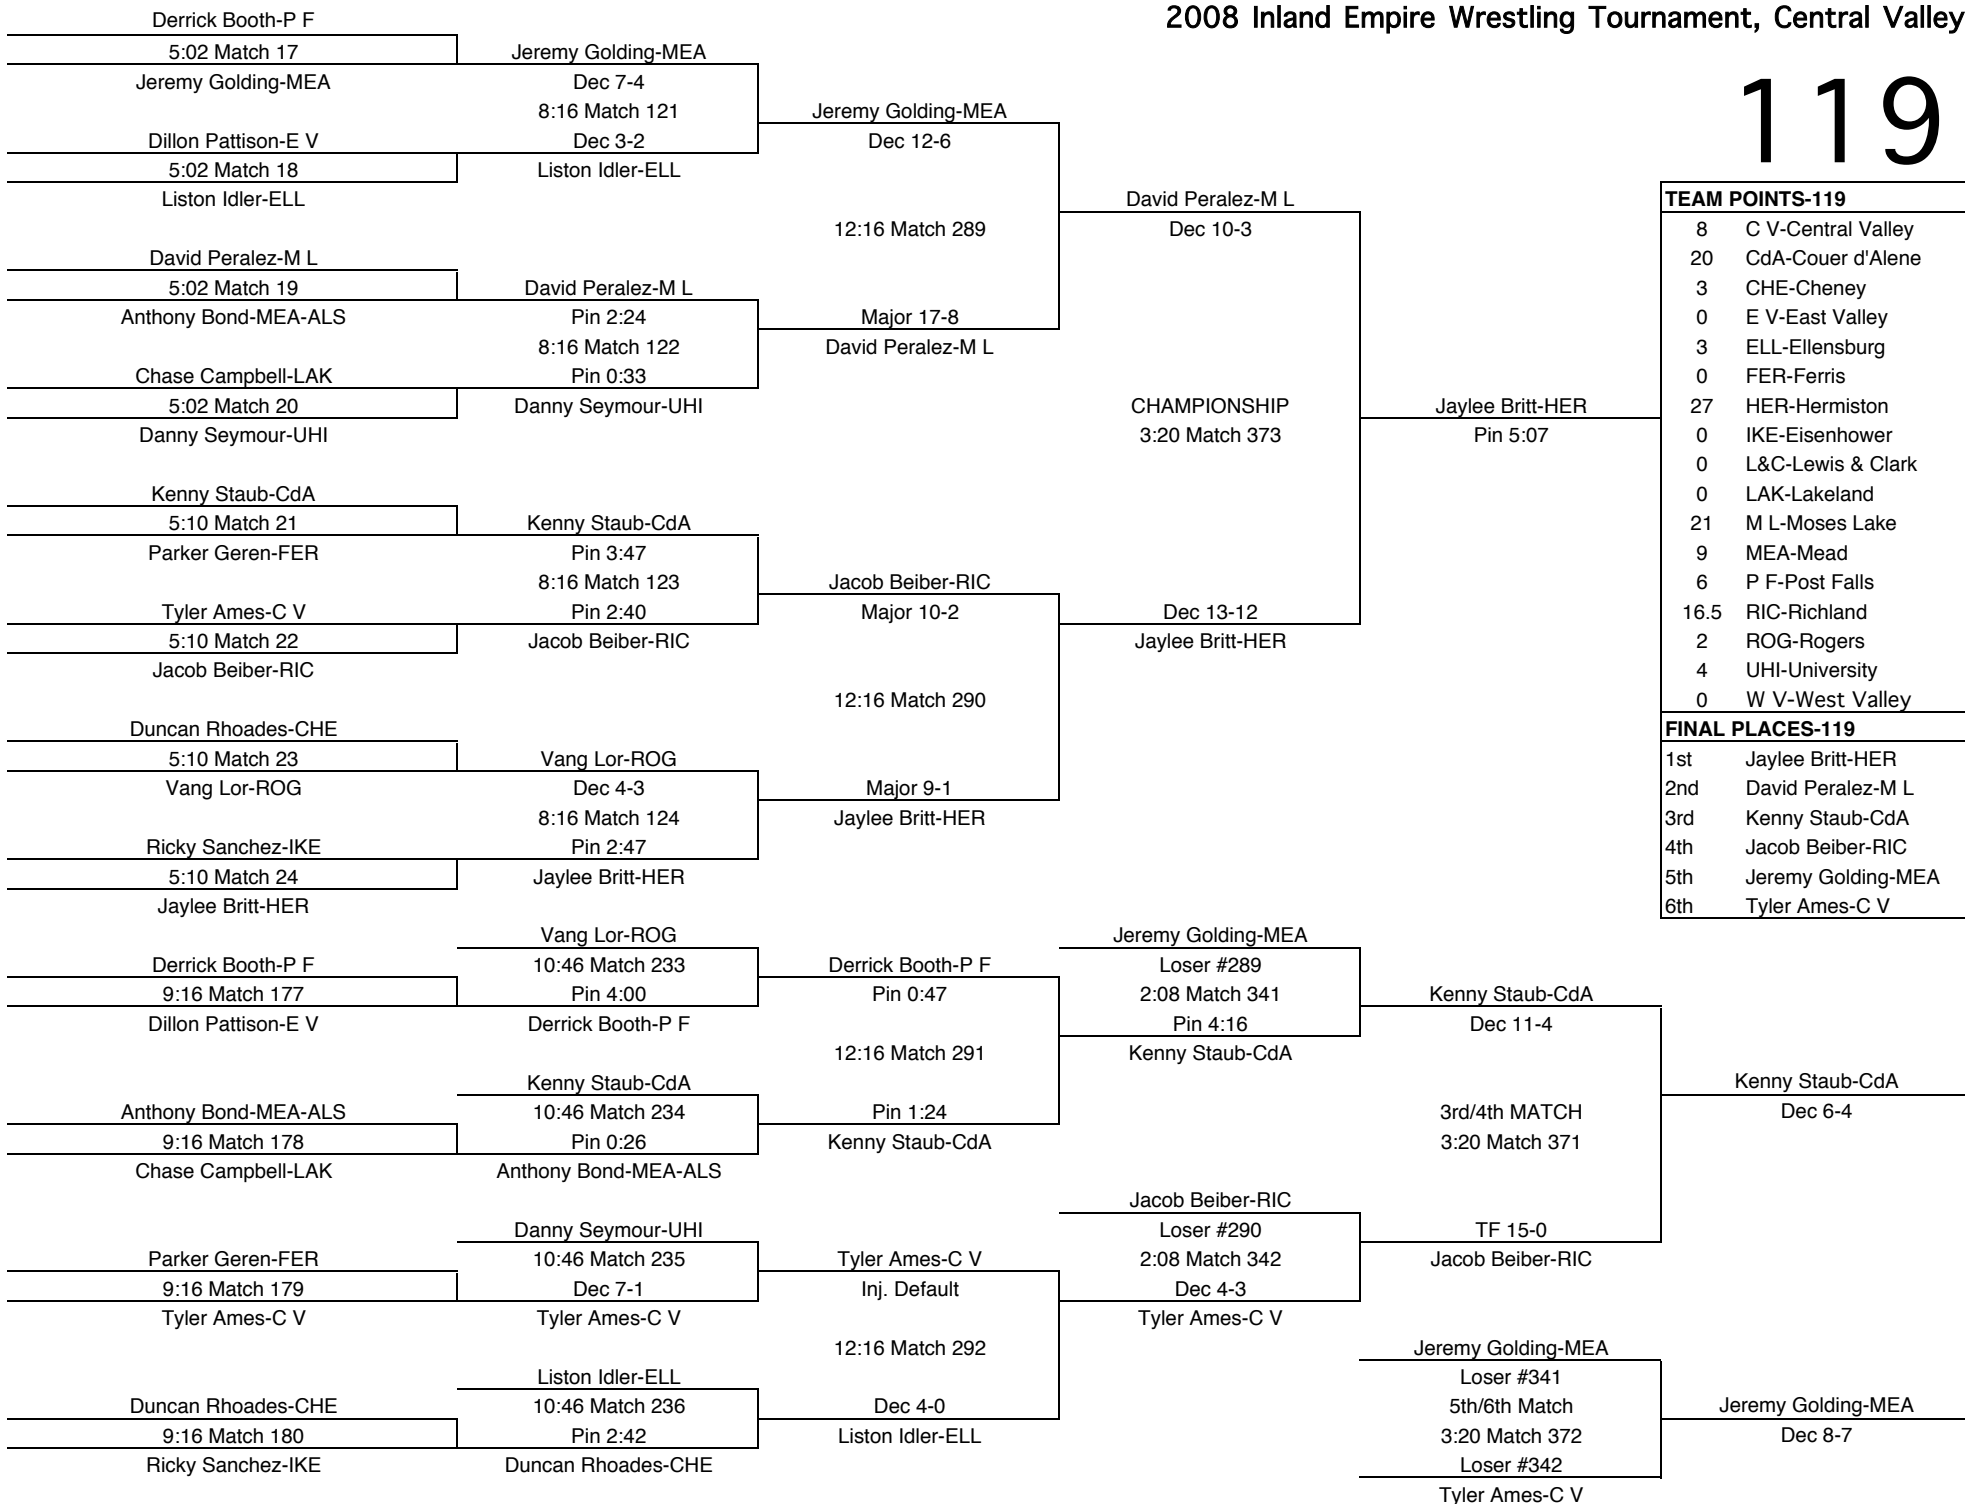 2008 Inland Empire Wrestling Tournament, Central Valley
119
Derrick Booth-P F
5:02 Match 17
Jeremy Golding-MEA
Dillon Pattison-E V
5:02 Match 18
Liston Idler-ELL
David Peralez-M L
5:02 Match 19
Anthony Bond-MEA-ALS
Chase Campbell-LAK
5:02 Match 20
Danny Seymour-UHI
Kenny Staub-CdA
5:10 Match 21
Parker Geren-FER
Tyler Ames-C V
5:10 Match 22
Jacob Beiber-RIC
Duncan Rhoades-CHE
5:10 Match 23
Vang Lor-ROG
Ricky Sanchez-IKE
5:10 Match 24
Jaylee Britt-HER
Jeremy Golding-MEA
Dec 7-4
8:16 Match 121
Dec 3-2
Liston Idler-ELL
David Peralez-M L
Pin 2:24
8:16 Match 122
Pin 0:33
Danny Seymour-UHI
Kenny Staub-CdA
Pin 3:47
8:16 Match 123
Pin 2:40
Jacob Beiber-RIC
Vang Lor-ROG
Dec 4-3
8:16 Match 124
Pin 2:47
Jaylee Britt-HER
Jeremy Golding-MEA
Dec 12-6
12:16 Match 289
Major 17-8
David Peralez-M L
Jacob Beiber-RIC
Major 10-2
12:16 Match 290
Major 9-1
Jaylee Britt-HER
David Peralez-M L
Dec 10-3
CHAMPIONSHIP
3:20 Match 373
Dec 13-12
Jaylee Britt-HER
Jaylee Britt-HER
Pin 5:07
TEAM POINTS-119
8 C V-Central Valley
20 CdA-Couer d'Alene
3 CHE-Cheney
0 E V-East Valley
3 ELL-Ellensburg
0 FER-Ferris
27 HER-Hermiston
0 IKE-Eisenhower
0 L&C-Lewis & Clark
0 LAK-Lakeland
21 M L-Moses Lake
9 MEA-Mead
6 P F-Post Falls
16.5 RIC-Richland
2 ROG-Rogers
4 UHI-University
0 W V-West Valley
FINAL PLACES-119
1st Jaylee Britt-HER
2nd David Peralez-M L
3rd Kenny Staub-CdA
4th Jacob Beiber-RIC
5th Jeremy Golding-MEA
6th Tyler Ames-C V
Derrick Booth-P F
9:16 Match 177
Dillon Pattison-E V
Anthony Bond-MEA-ALS
9:16 Match 178
Chase Campbell-LAK
Parker Geren-FER
9:16 Match 179
Tyler Ames-C V
Duncan Rhoades-CHE
9:16 Match 180
Ricky Sanchez-IKE
Vang Lor-ROG
10:46 Match 233
Pin 4:00
Derrick Booth-P F
Kenny Staub-CdA
10:46 Match 234
Pin 0:26
Anthony Bond-MEA-ALS
Danny Seymour-UHI
10:46 Match 235
Dec 7-1
Tyler Ames-C V
Liston Idler-ELL
10:46 Match 236
Pin 2:42
Duncan Rhoades-CHE
Derrick Booth-P F
Pin 0:47
12:16 Match 291
Pin 1:24
Kenny Staub-CdA
Tyler Ames-C V
Inj. Default
12:16 Match 292
Dec 4-0
Liston Idler-ELL
Jeremy Golding-MEA
Loser #289
2:08 Match 341
Pin 4:16
Kenny Staub-CdA
Jacob Beiber-RIC
Loser #290
2:08 Match 342
Dec 4-3
Tyler Ames-C V
Kenny Staub-CdA
Dec 11-4
3rd/4th MATCH
3:20 Match 371
TF 15-0
Jacob Beiber-RIC
Kenny Staub-CdA
Dec 6-4
Jeremy Golding-MEA
Loser #341
5th/6th Match
3:20 Match 372
Loser #342
Tyler Ames-C V
Jeremy Golding-MEA
Dec 8-7